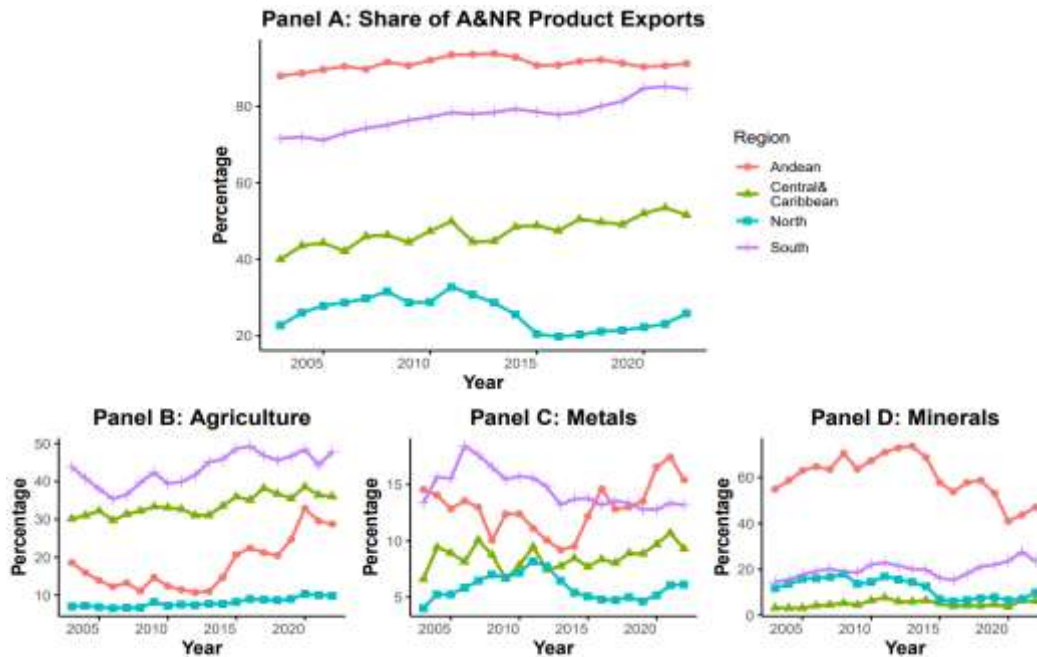 Panel A: Share of A&NR Product Exports
80
60
40
20
Percentage
2005 2010 2015 2020
Year
Region
Andean
Central&
Caribbean
North
South
Panel B: Agriculture
50
40
30
20
10
Percentage
2005 2010 2015 2020
Year
Panel C: Metals
15
10
5
Percentage
2005 2010 2015 2020
Year
Panel D: Minerals
60
40
20
0
Percentage
2005 2010 2015 2020
Year